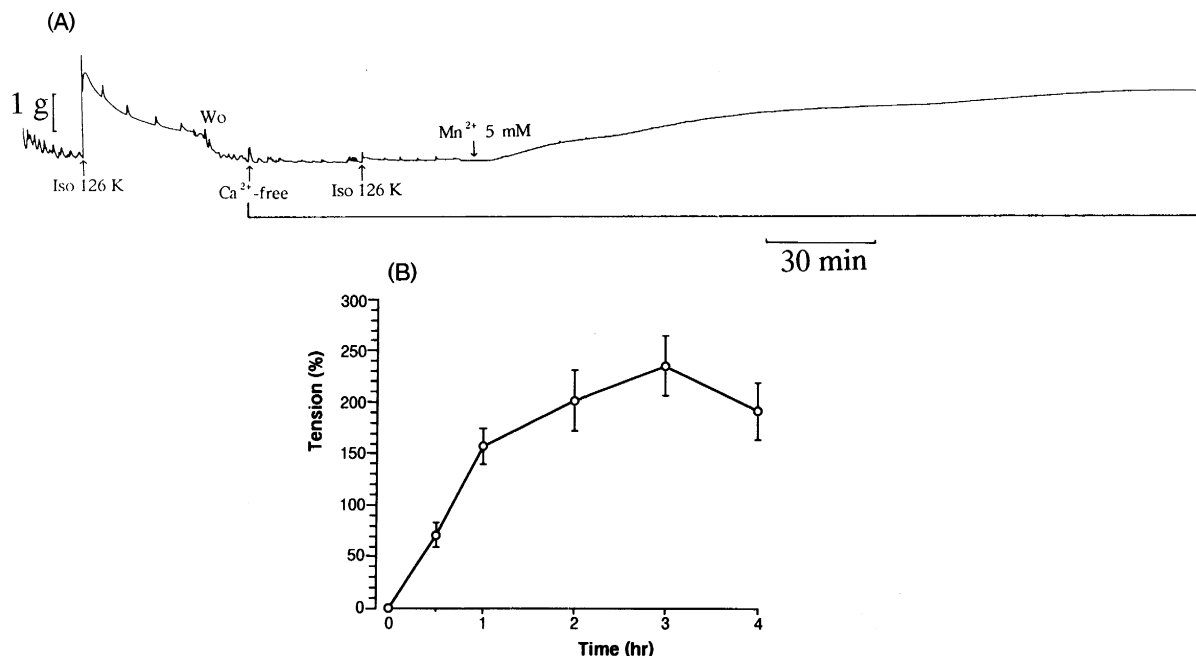 (A)
1 g
Wo
Mn²⁺ 5 mM
Iso 126 K
Ca²⁺-free
Iso 126 K
30 min
(B)
300
250
200
150
100
50
0
Tension (%)
0 1 2 3 4
Time (hr)